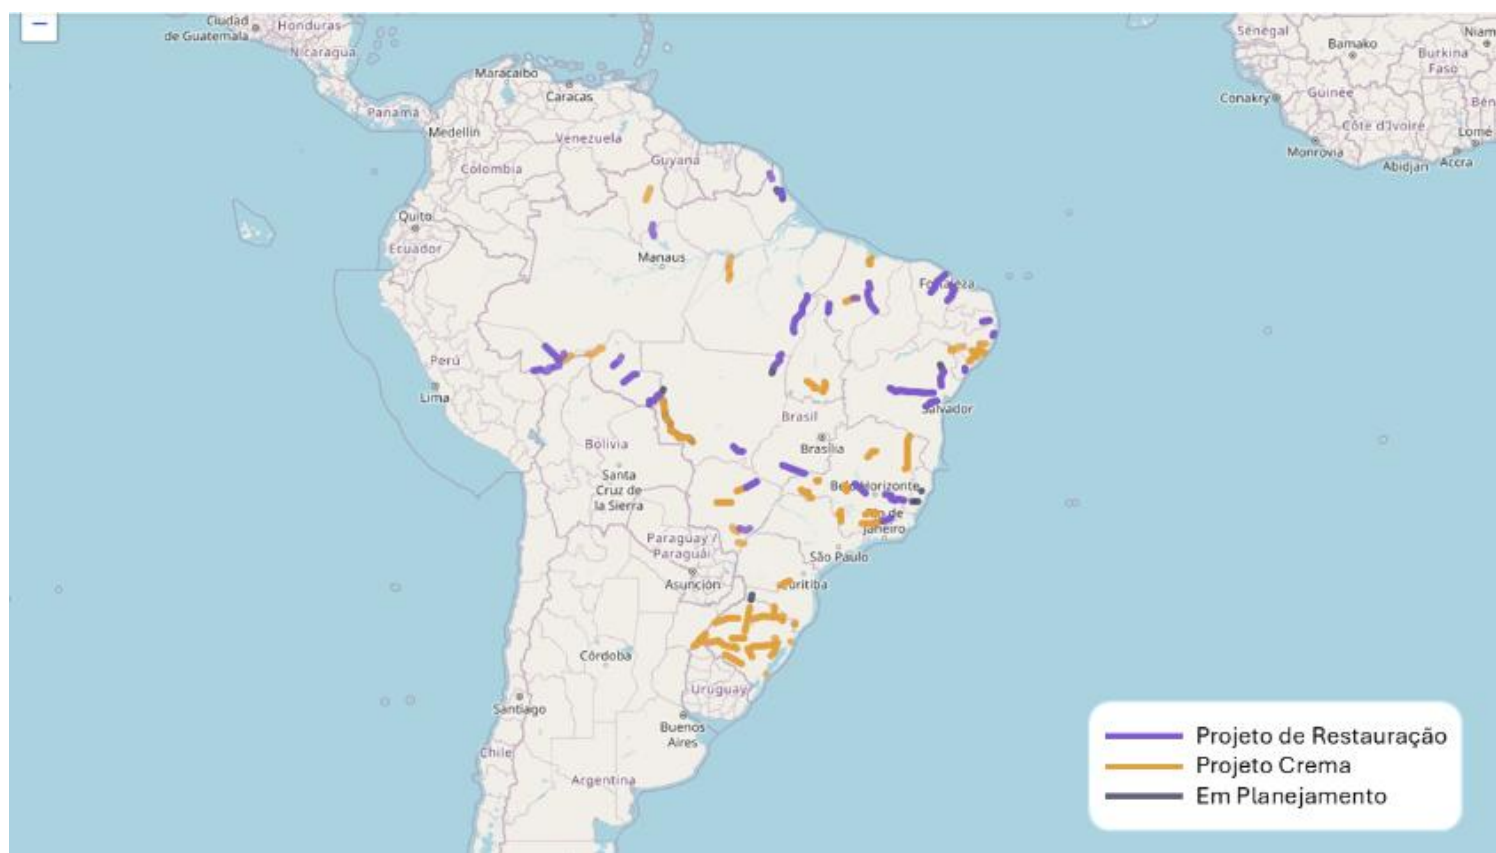 −
Ciudad
de Guatemala
Honduras
Nicaragua
Panamá
Maracaibo
Caracas
Medellín
Venezuela
Guyana
Colombia
Quito
Ecuador
Manaus
Fortaleza
Perú
Lima
Brasil
Salvador
Brasília
Bolivia
Santa
Cruz de
la Sierra
Belo Horizonte
Rio de
Janeiro
Paraguay /
Paraguái
São Paulo
Asunción
Curitiba
Córdoba
Uruguay
Santiago
Buenos
Aires
Chile
Argentina
Sénégal
Bamako
Niam
Burkina
Faso
Guinée
Bén
Conakry
Côte d'Ivoire
Lomé
Monrovia
Abidjan
Accra
Projeto de Restauração
Projeto Crema
Em Planejamento